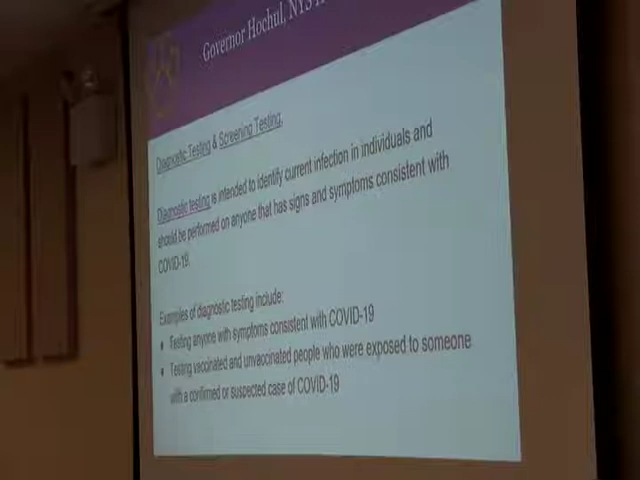 Governor Hochul, NYS
Diagnostic Testing & Screening Testing.
Diagnostic testing is intended to identify current infection in individuals and
should be performed on anyone that has signs and symptoms consistent with
COVID-19.
Examples of diagnostic testing include:
• Testing anyone with symptoms consistent with COVID-19
• Testing vaccinated and unvaccinated people who were exposed to someone
with a confirmed or suspected case of COVID-19